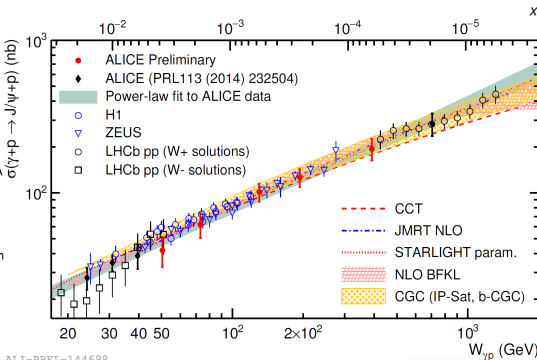 x
10⁻² 10⁻³ 10⁻⁴ 10⁻⁵
σ(γ+p → J/ψ+p) (nb)
10³
10²
ALICE Preliminary
ALICE (PRL113 (2014) 232504)
Power-law fit to ALICE data
H1
ZEUS
LHCb pp (W+ solutions)
LHCb pp (W- solutions)
CCT
JMRT NLO
STARLIGHT param.
NLO BFKL
CGC (IP-Sat, b-CGC)
20 30 40 50 10² 2×10² 10³
Wγp (GeV)